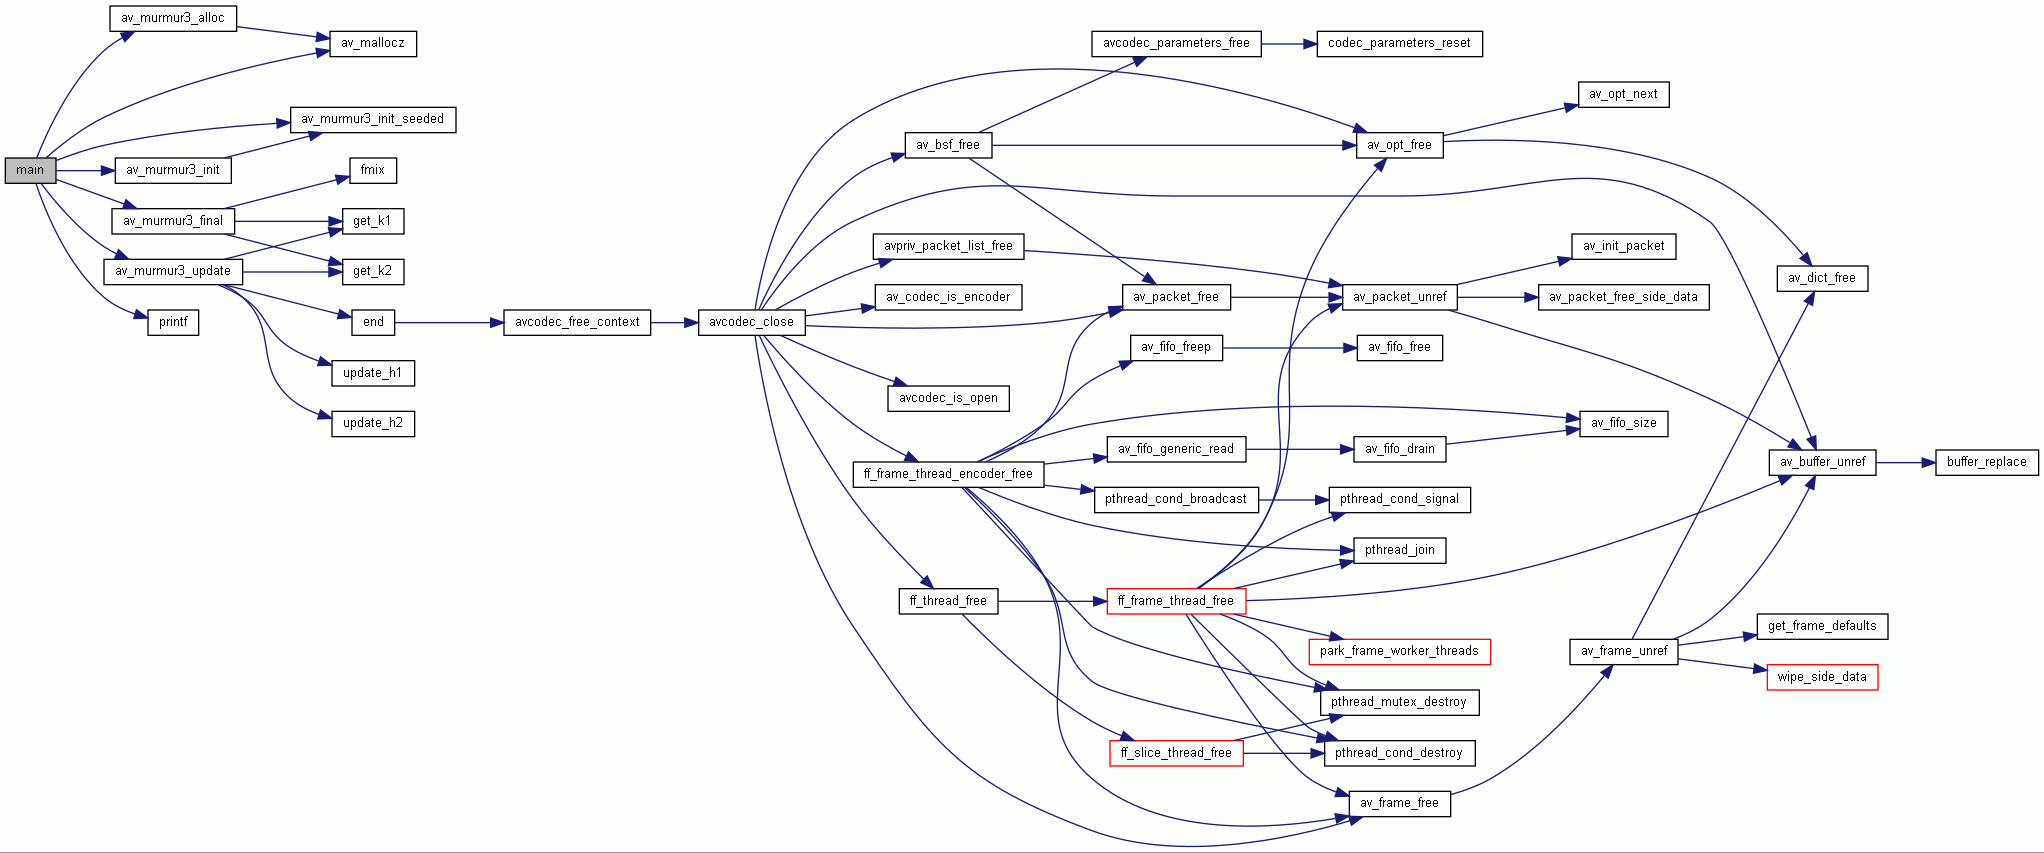 main
av_murmur3_alloc
av_mallocz
av_murmur3_init_seeded
av_murmur3_init
fmix
av_murmur3_final
get_k1
av_murmur3_update
get_k2
printf
end
update_h1
update_h2
avcodec_free_context
avcodec_close
av_bsf_free
avpriv_packet_list_free
av_codec_is_encoder
avcodec_is_open
ff_frame_thread_encoder_free
ff_thread_free
avcodec_parameters_free
codec_parameters_reset
av_packet_free
av_fifo_freep
av_fifo_generic_read
pthread_cond_broadcast
ff_frame_thread_free
ff_slice_thread_free
av_opt_free
av_packet_unref
av_fifo_free
av_fifo_drain
pthread_cond_signal
pthread_join
park_frame_worker_threads
pthread_mutex_destroy
pthread_cond_destroy
av_frame_free
av_opt_next
av_init_packet
av_packet_free_side_data
av_fifo_size
av_frame_unref
av_dict_free
av_buffer_unref
get_frame_defaults
wipe_side_data
buffer_replace